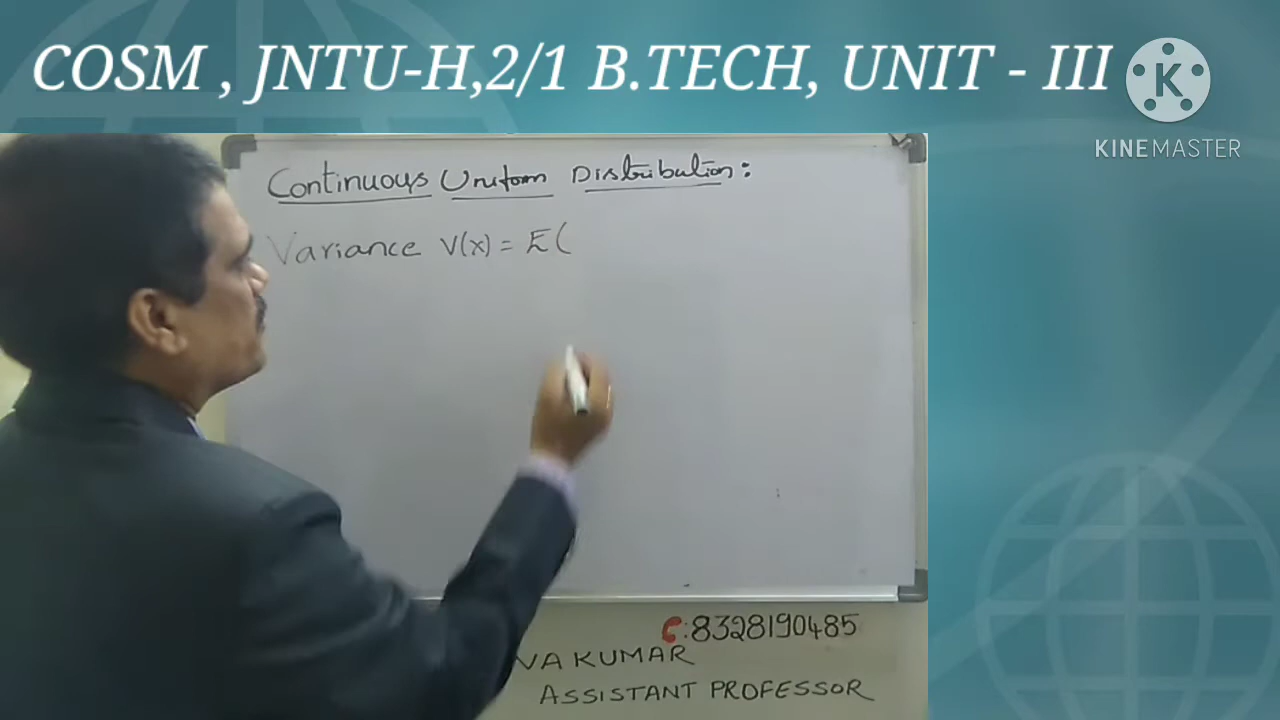 COSM , JNTU-H,2/1 B.TECH, UNIT - III
K
KINEMASTER
Continuous Uniform Distribution:
Variance V(x) = E(
:8328190485
VA KUMAR
ASSISTANT PROFESSOR